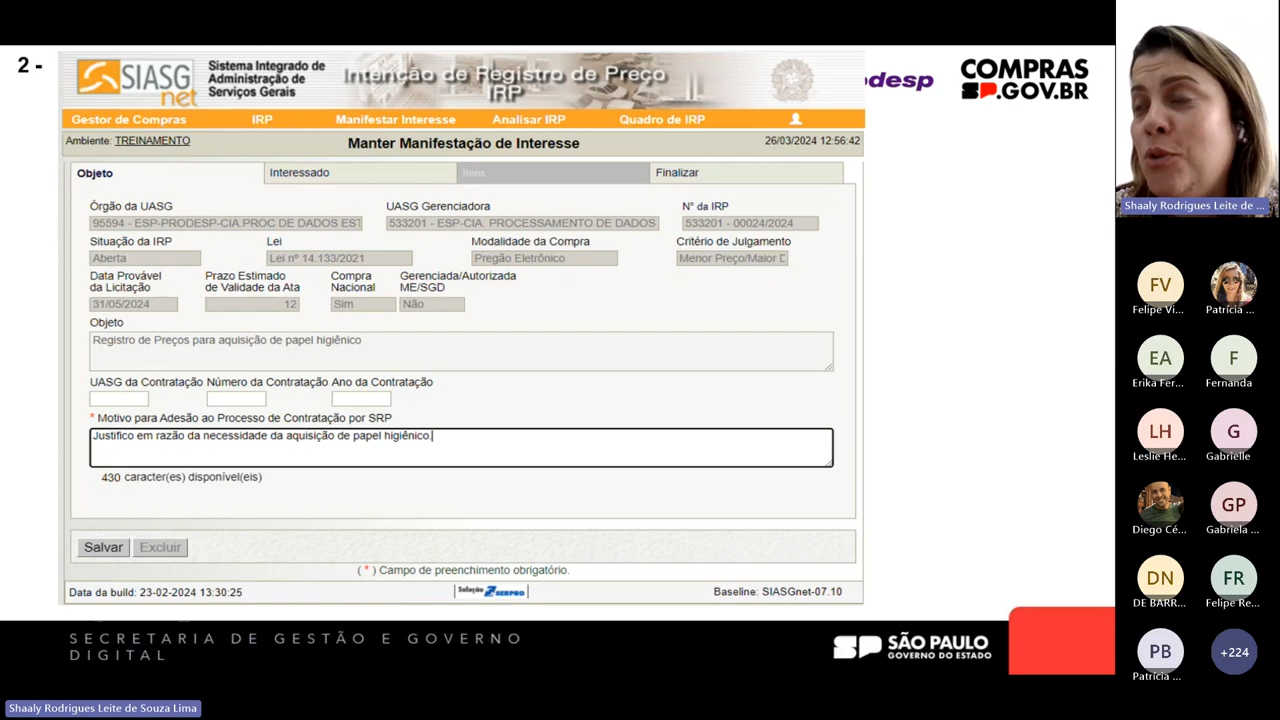 2 -
SIASG
net
Sistema Integrado de
Administração de
Serviços Gerais
Intenção de Registro de Preço
IRP
odesp
COMPRAS
SP.GOV.BR
Gestor de Compras IRP Manifestar Interesse Analisar IRP Quadro de IRP
Ambiente: TREINAMENTO Manter Manifestação de Interesse 26/03/2024 12:56:42
Objeto Interessado Itens Finalizar
Órgão da UASG UASG Gerenciadora N° da IRP
95594 - ESP-PRODESP-CIA.PROC DE DADOS EST 533201 - ESP-CIA. PROCESSAMENTO DE DADOS 533201 - 00024/2024
Situação da IRP Lei Modalidade da Compra Critério de Julgamento
Aberta Lei nº 14.133/2021 Pregão Eletrônico Menor Preço/Maior D
Data Provável
da Licitação
Prazo Estimado
de Validade da Ata
Compra
Nacional
Gerenciada/Autorizada
ME/SGD
31/05/2024 12 Sim Não
Objeto
Registro de Preços para aquisição de papel higiênico
UASG da Contratação Número da Contratação Ano da Contratação
* Motivo para Adesão ao Processo de Contratação por SRP
Justifico em razão da necessidade da aquisição de papel higiênico.
430 caracter(es) disponível(eis)
Salvar Excluir
( * ) Campo de preenchimento obrigatório.
Data da build: 23-02-2024 13:30:25 Solução SERPRO Baseline: SIASGnet-07.10
SECRETARIA DE GESTÃO E GOVERNO
DIGITAL
SP SÃO PAULO
GOVERNO DO ESTADO
Shaaly Rodrigues Leite de Souza Lima
Shaaly Rodrigues Leite de ...
FV
Felipe Vi... Patrícia ...
EA F
Erika Fer... Fernanda
LH G
Leslie He... Gabrielle
GP
Diego Cé... Gabriela ...
DN FR
DE BARR... Felipe Re...
PB +224
Patrícia ...